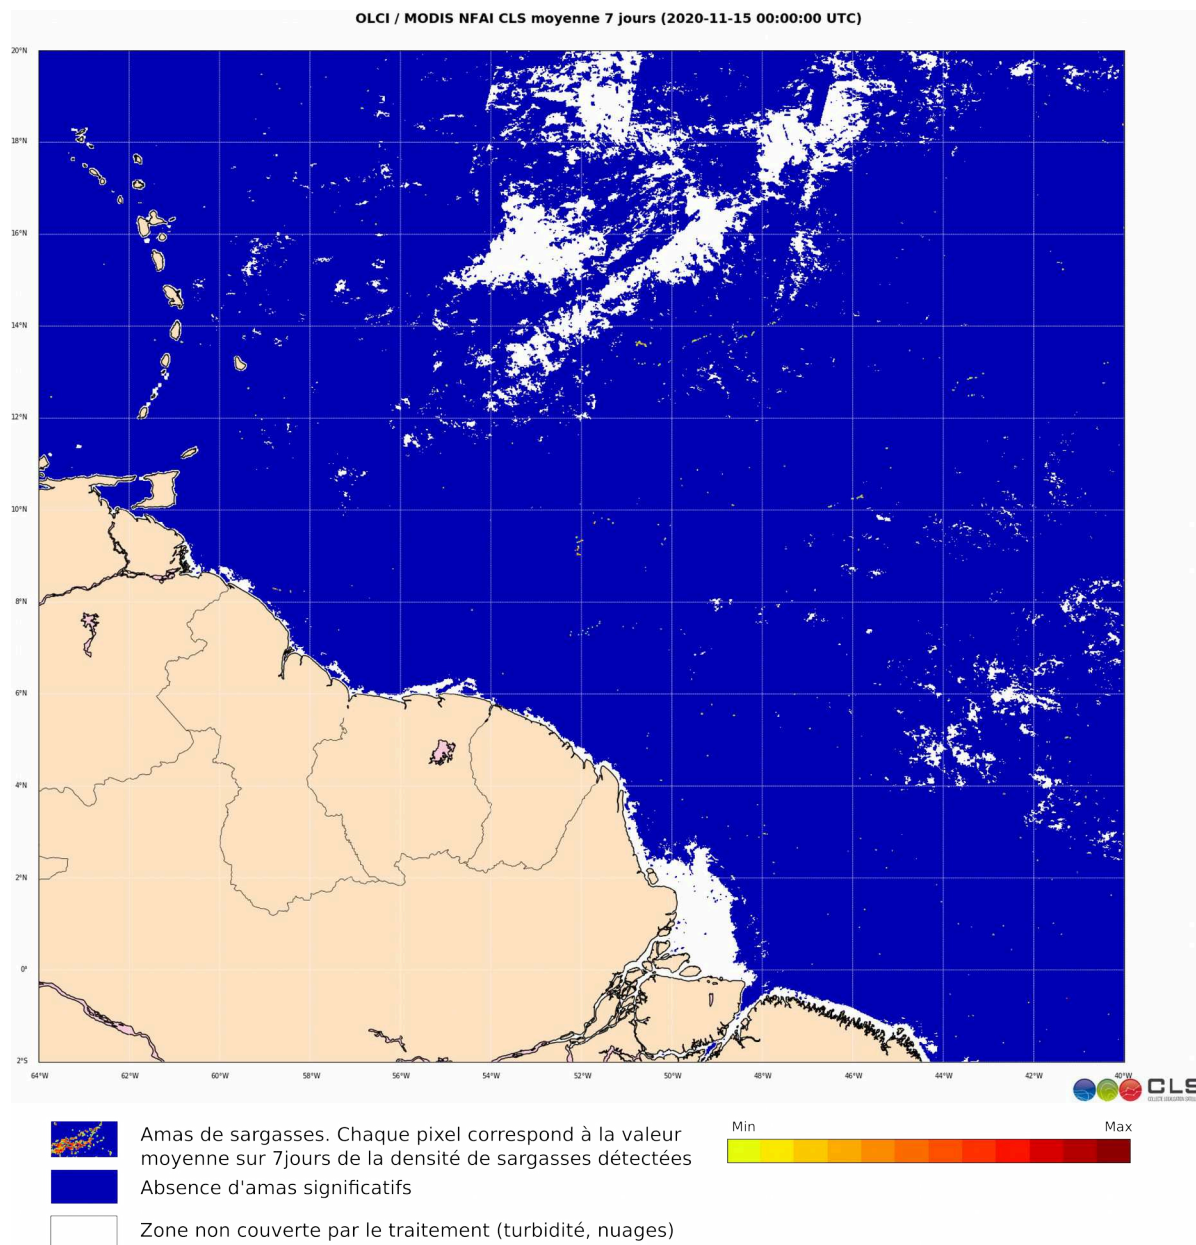 OLCI / MODIS NFAI CLS moyenne 7 jours (2020-11-15 00:00:00 UTC)
20°N
18°N
16°N
14°N
12°N
10°N
8°N
6°N
4°N
2°N
0°
2°S
64°W 62°W 60°W 58°W 56°W 54°W 52°W 50°W 48°W 46°W 44°W 42°W 40°W
CLS
Amas de sargasses. Chaque pixel correspond à la valeur
moyenne sur 7jours de la densité de sargasses détectées
Min Max
Absence d'amas significatifs
Zone non couverte par le traitement (turbidité, nuages)